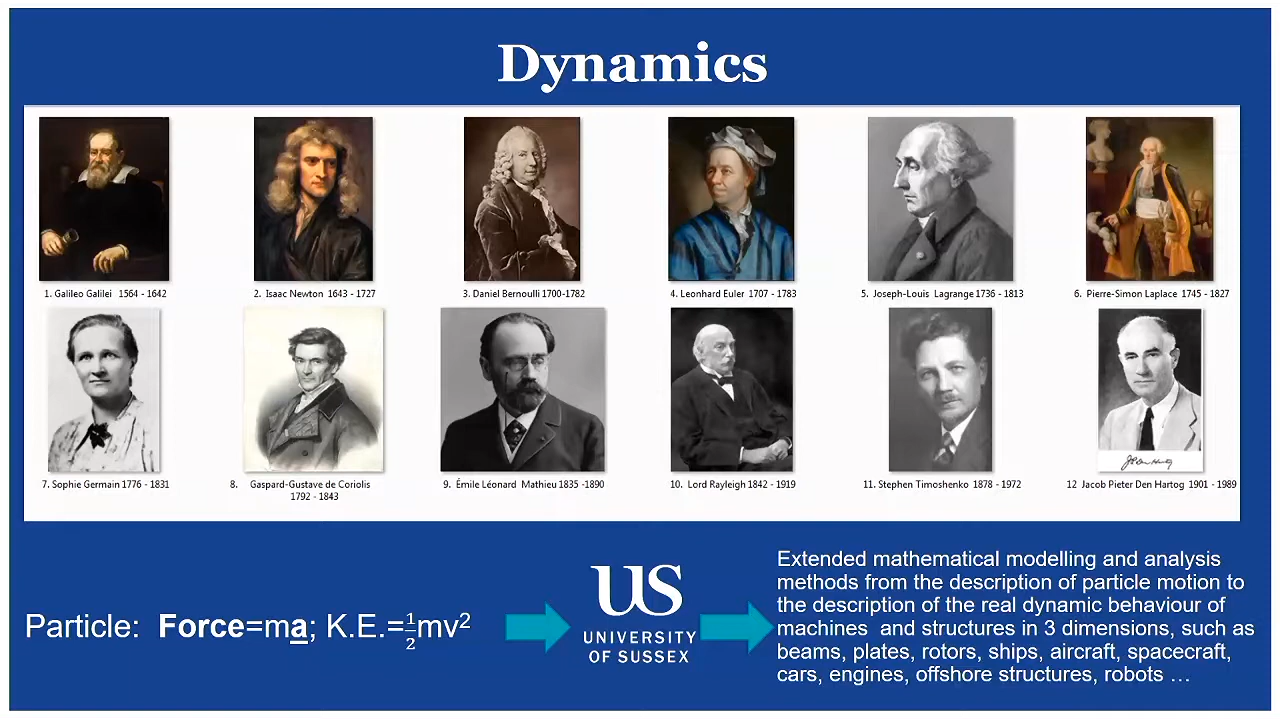 Dynamics
1. Galileo Galilei 1564 - 1642
2. Isaac Newton 1643 - 1727
3. Daniel Bernoulli 1700-1782
4. Leonhard Euler 1707 - 1783
5. Joseph-Louis Lagrange 1736 - 1813
6. Pierre-Simon Laplace 1745 - 1827
7. Sophie Germain 1776 - 1831
8. Gaspard-Gustave de Coriolis
1792 - 1843
9. Émile Léonard Mathieu 1835 -1890
10. Lord Rayleigh 1842 - 1919
11. Stephen Timoshenko 1878 - 1972
12 Jacob Pieter Den Hartog 1901 - 1989
Particle: Force=ma; K.E.=½mv²
US
UNIVERSITY
OF SUSSEX
Extended mathematical modelling and analysis
methods from the description of particle motion to
the description of the real dynamic behaviour of
machines and structures in 3 dimensions, such as
beams, plates, rotors, ships, aircraft, spacecraft,
cars, engines, offshore structures, robots …